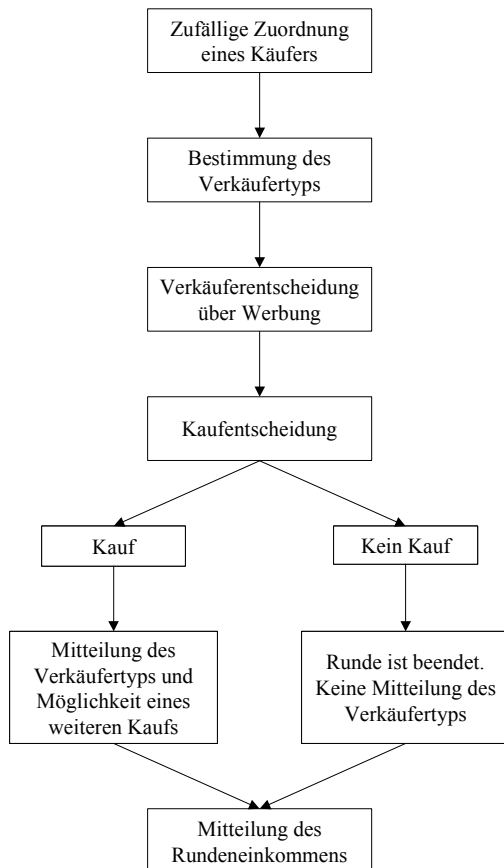 Zufällige Zuordnung
eines Käufers
Bestimmung des
Verkäufertyps
Verkäuferentscheidung
über Werbung
Kaufentscheidung
Kauf
Kein Kauf
Mitteilung des
Verkäufertyps und
Möglichkeit eines
weiteren Kaufs
Runde ist beendet.
Keine Mitteilung des
Verkäufertyps
Mitteilung des
Rundeneinkommens